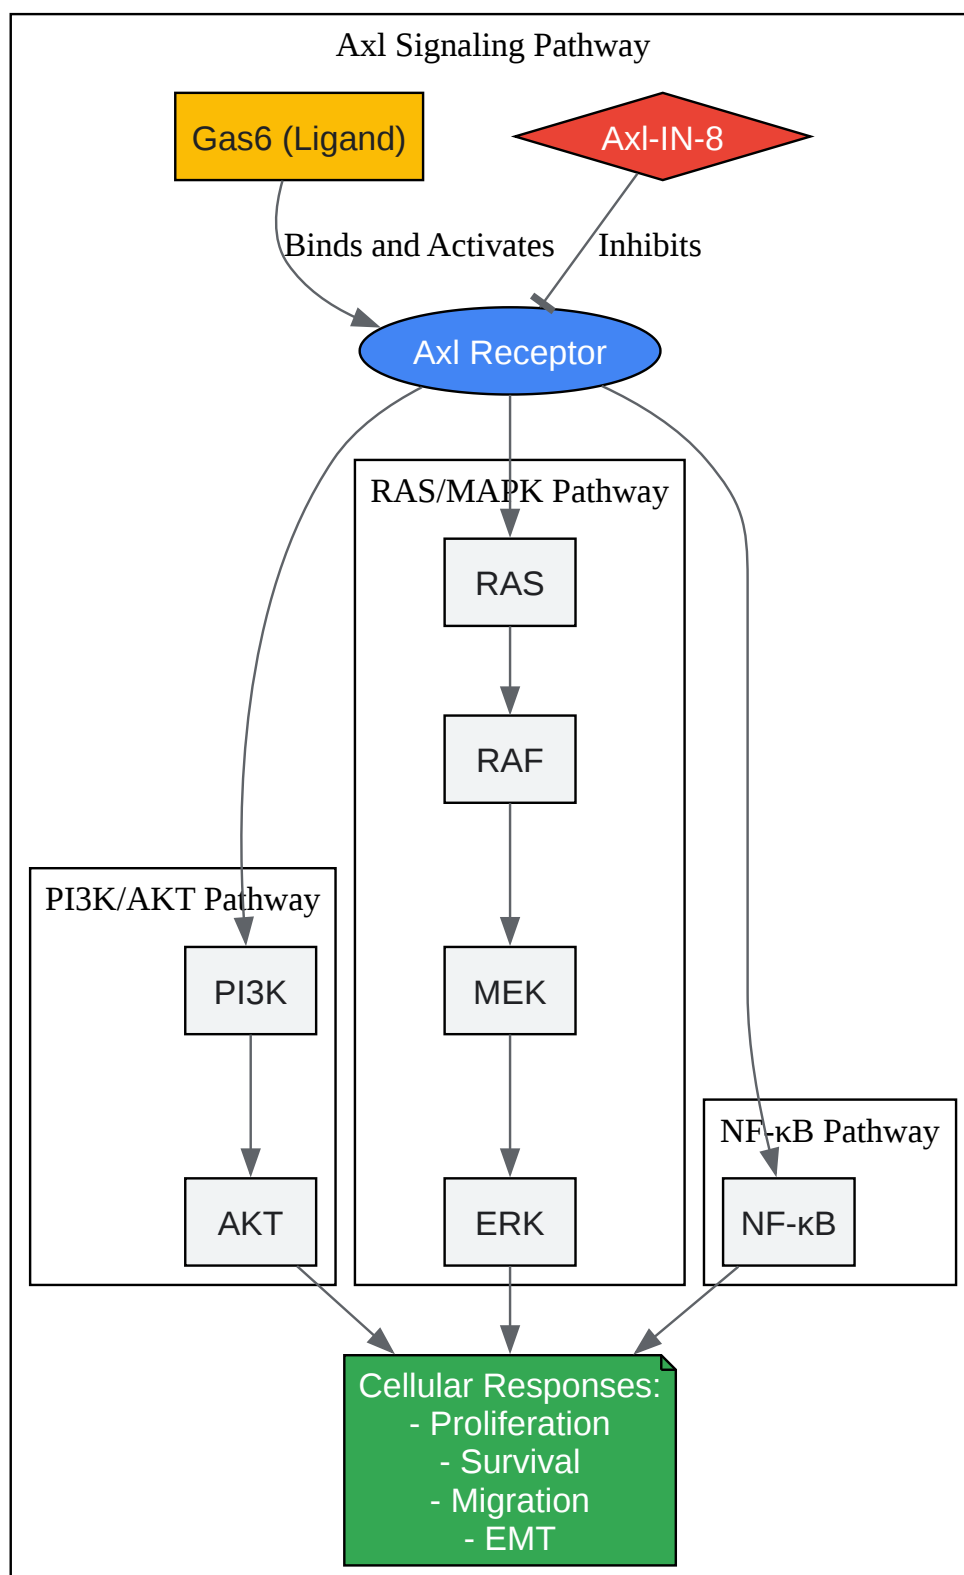 Axl Signaling Pathway
Gas6 (Ligand)
Axl-IN-8
Binds and Activates
Inhibits
Axl Receptor
RAS/MAPK Pathway
RAS
RAF
PI3K/AKT Pathway
PI3K
MEK
NF-κB Pathway
AKT
ERK
NF-κB
Cellular Responses:
- Proliferation
- Survival
- Migration
- EMT